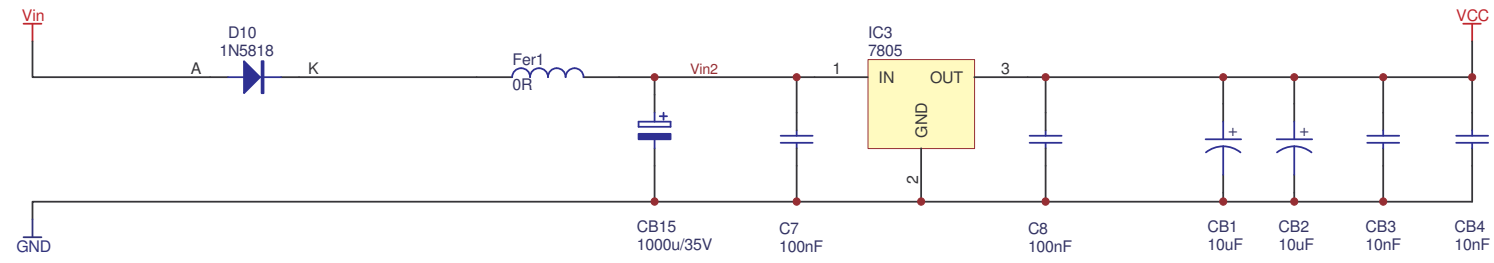 Vin
D10
1N5818
A
K
Fer1
0R
Vin2
1
IC3
7805
IN
OUT
GND
3
2
VCC
+
+
+
GND
CB15
1000u/35V
C7
100nF
C8
100nF
CB1
10uF
CB2
10uF
CB3
10nF
CB4
10nF